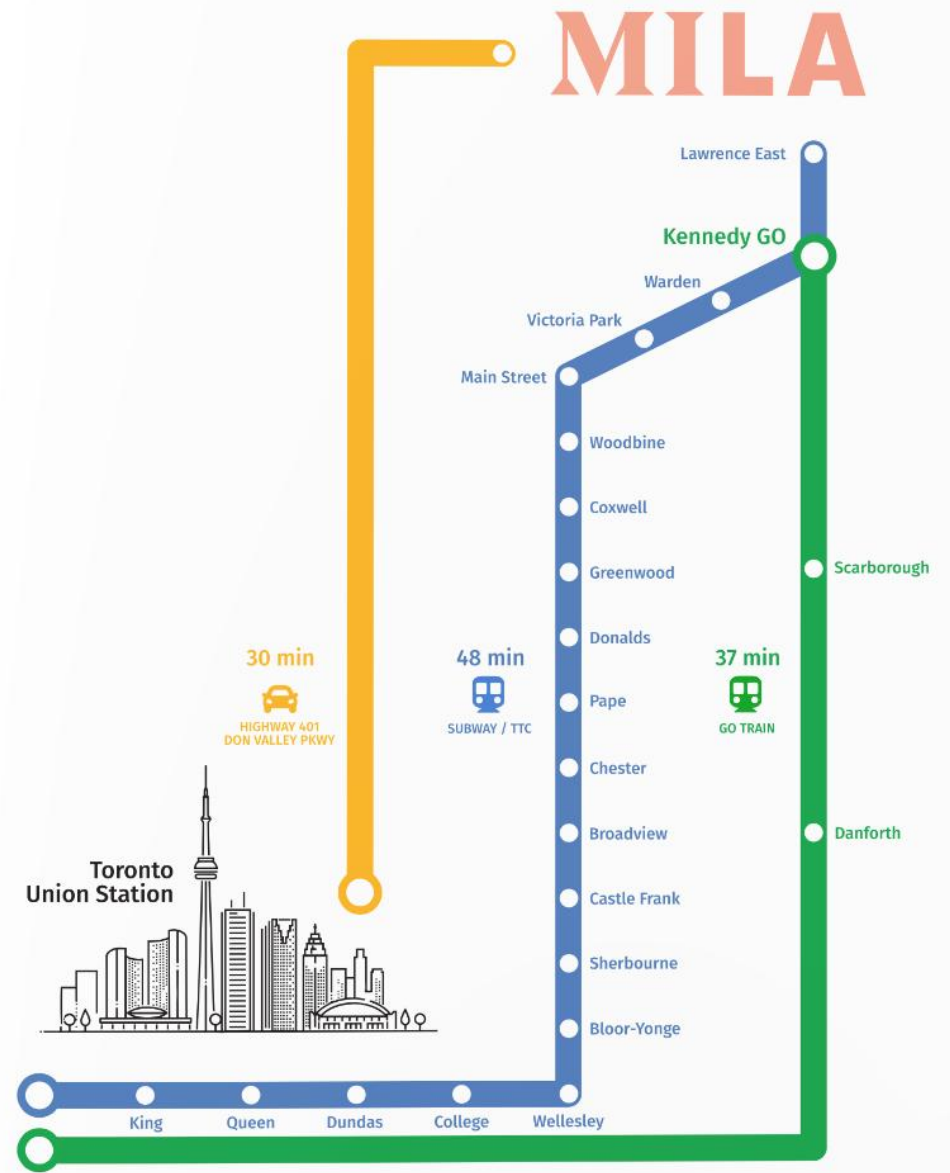 MILA
Lawrence East
Kennedy GO
Warden
Victoria Park
Main Street
Woodbine
Coxwell
Greenwood
Donalds
Pape
Chester
Broadview
Castle Frank
Sherbourne
Bloor-Yonge
Wellesley
College
Dundas
Queen
King
Scarborough
Danforth
30 min
HIGHWAY 401
DON VALLEY PKWY
48 min
SUBWAY / TTC
37 min
GO TRAIN
Toronto
Union Station